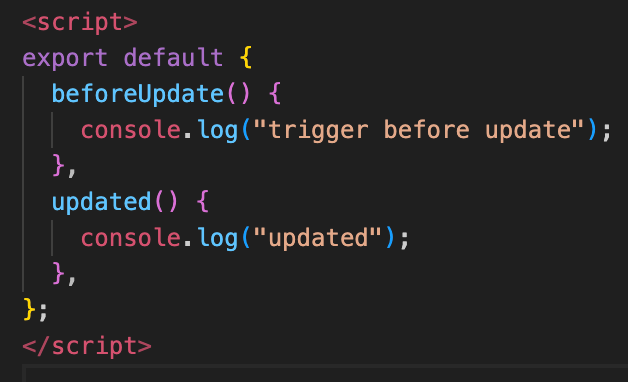 <script>
export default {
  beforeUpdate() {
    console.log("trigger before update");
  },
  updated() {
    console.log("updated");
  },
};
</script>